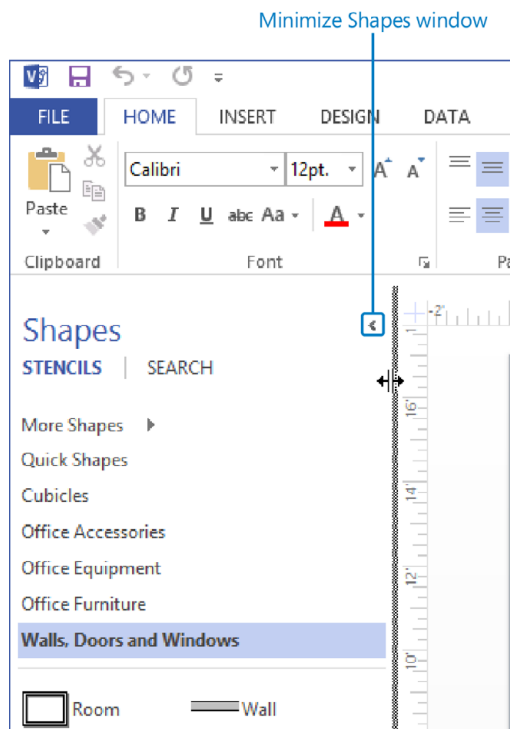 Minimize Shapes window
FILE HOME INSERT DESIGN DATA
Calibri 12pt. A A
Paste B I U abc Aa A
Clipboard Font Pa
Shapes
STENCILS SEARCH
More Shapes
Quick Shapes
Cubicles
Office Accessories
Office Equipment
Office Furniture
Walls, Doors and Windows
Room Wall
-2'
16'
14'
12'
10'